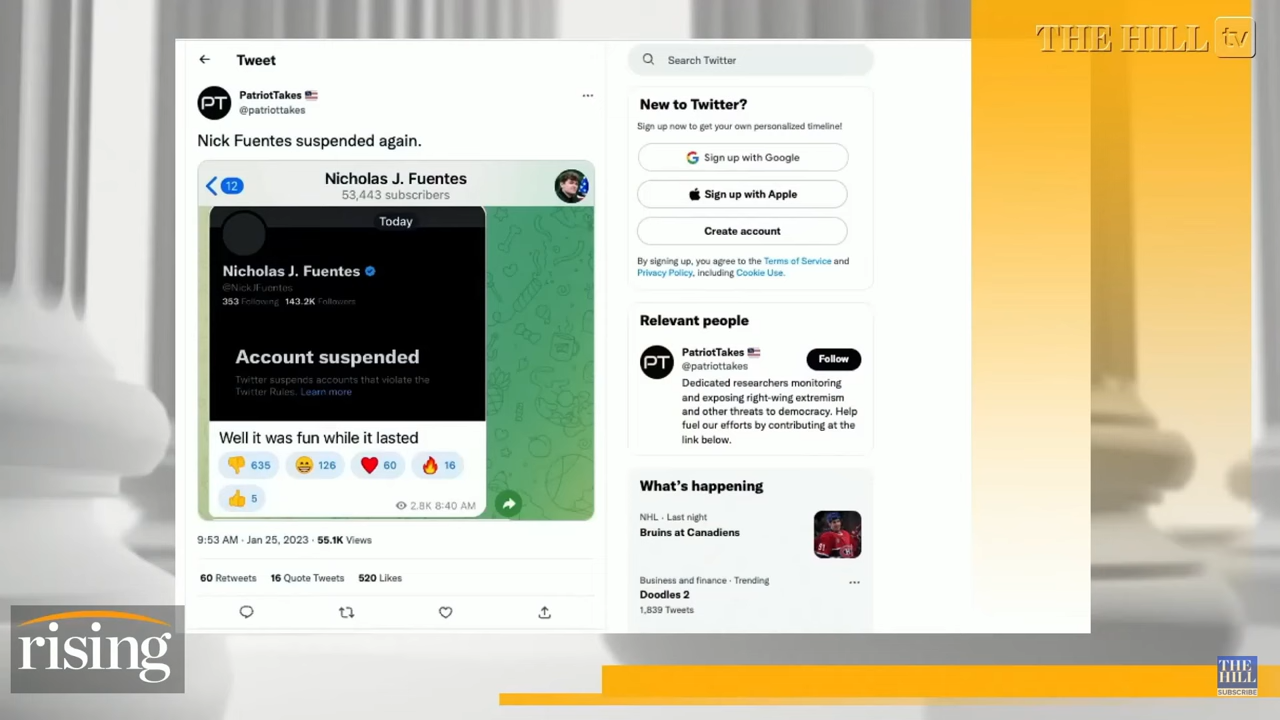 THE HILL tv
Tweet
PT
PatriotTakes
@patriottakes
Nick Fuentes suspended again.
12
Nicholas J. Fuentes
53,443 subscribers
Today
Nicholas J. Fuentes
@NickJFuentes
353 Following 143.2K Followers
Account suspended
Twitter suspends accounts that violate the
Twitter Rules. Learn more
Well it was fun while it lasted
635 126 60 16
5
2.8K 8:40 AM
9:53 AM · Jan 25, 2023 · 55.1K Views
60 Retweets 16 Quote Tweets 520 Likes
Search Twitter
New to Twitter?
Sign up now to get your own personalized timeline!
Sign up with Google
Sign up with Apple
Create account
By signing up, you agree to the Terms of Service and
Privacy Policy, including Cookie Use.
Relevant people
PT
PatriotTakes
@patriottakes
Follow
Dedicated researchers monitoring
and exposing right-wing extremism
and other threats to democracy. Help
fuel our efforts by contributing at the
link below.
What's happening
NHL · Last night
Bruins at Canadiens
Business and finance · Trending
Doodles 2
1,839 Tweets
rising
THE
HILL
SUBSCRIBE